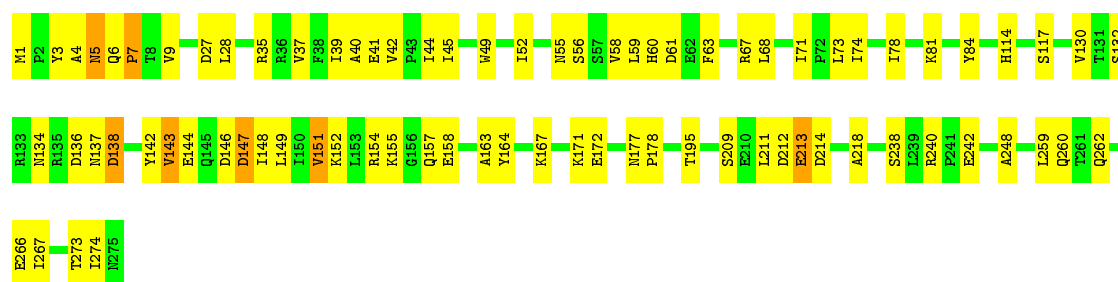 M1 P2 Y3 A4 N5 Q6 P7 T8 V9 D27 L28 R35 R36 V37 F38 I39 A40 E41 V42 P43 I44 I45 W49 I52 N55 S56 S57 V58 L59 H60 D61 E62 F63 R67 L68 I71 P72 L73 I74 I78 K81 Y84 H114 S117 V130 T131 S132
R133 N134 R135 D136 N137 D138 Y142 V143 E144 Q145 D146 D147 I148 L149 I150 V151 K152 L153 R154 K155 G156 Q157 E158 A163 Y164 K167 K171 E172 N177 P178 T195 S209 E210 L211 D212 E213 D214 A218 S238 L239 R240 P241 E242 A248 L259 Q260 T261 Q262
E266 I267 T273 I274 N275